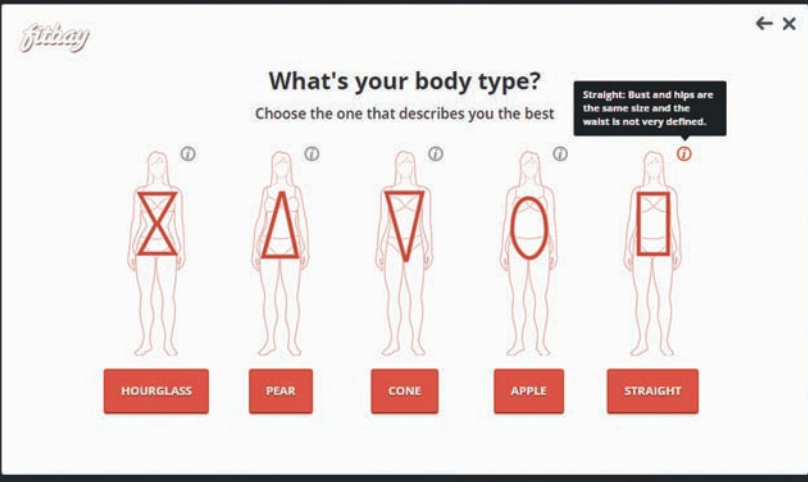 fitbay
What's your body type?
Choose the one that describes you the best
Straight: Bust and hips are
the same size and the
waist is not very defined.
i
i
i
i
i
HOURGLASS
PEAR
CONE
APPLE
STRAIGHT